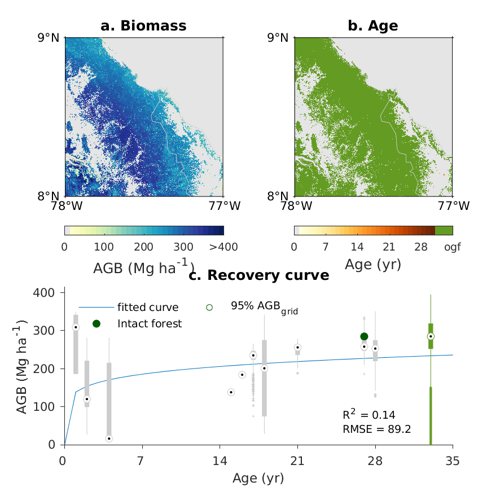 a. Biomass
b. Age
9°N
9°N
8°N
8°N
78°W
77°W
78°W
77°W
0 100 200 300 >400
0 7 14 21 28 ogf
AGB (Mg ha-1)
Age (yr)
c. Recovery curve
400
300
200
100
0
AGB (Mg ha-1)
fitted curve
95% AGBgrid
Intact forest
R2 = 0.14
RMSE = 89.2
0 7 14 21 28 35
Age (yr)